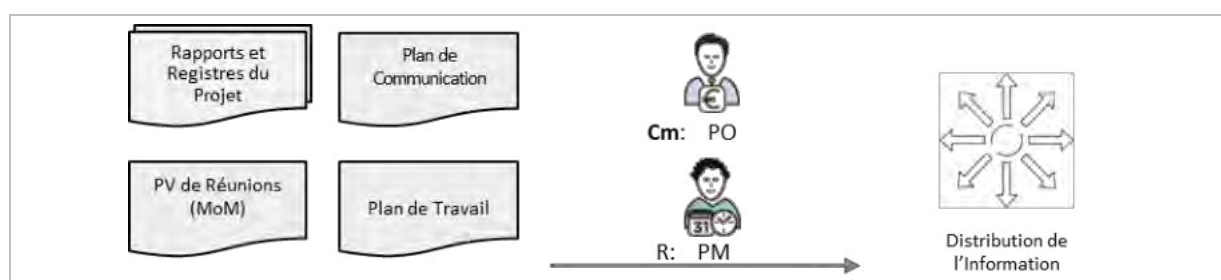 Rapports et
Registres du
Projet
Plan de
Communication
PV de Réunions
(MoM)
Plan de Travail
€
Cm: PO
31
R: PM
Distribution de
l'Information